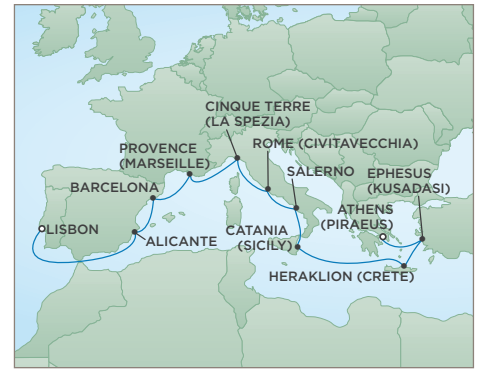 CINQUE TERRE
(LA SPEZIA)
ROME (CIVITAVECCHIA)
PROVENCE
(MARSEILLE)
SALERNO
EPHESUS
(KUSADASI)
BARCELONA
ATHENS
(PIRAEUS)
LISBON
ALICANTE
CATANIA
(SICILY)
HERAKLION (CRETE)